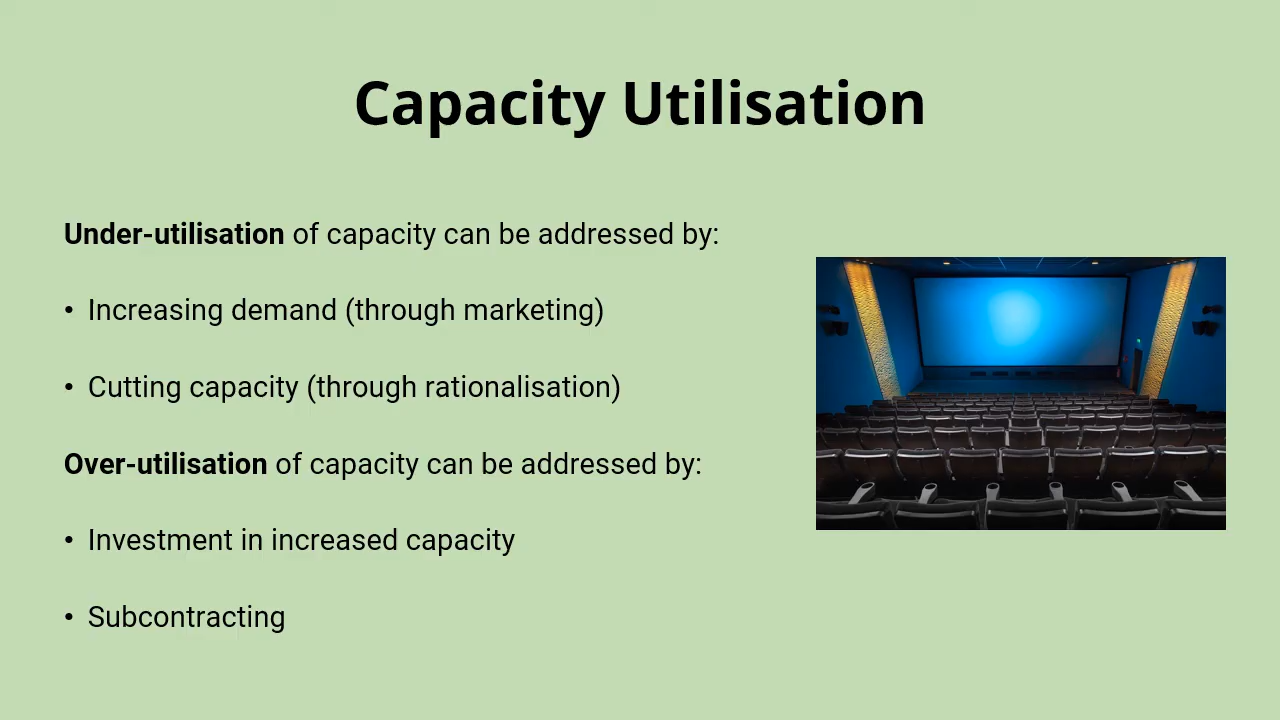 Capacity Utilisation
Under-utilisation of capacity can be addressed by:
• Increasing demand (through marketing)
• Cutting capacity (through rationalisation)
Over-utilisation of capacity can be addressed by:
• Investment in increased capacity
• Subcontracting